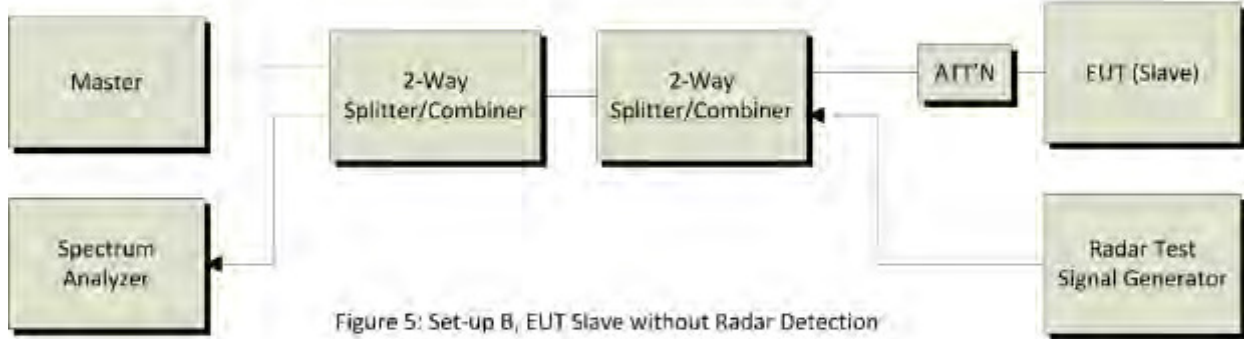 Master
2-Way
Splitter/Combiner
2-Way
Splitter/Combiner
ATT'N
EUT (Slave)
Spectrum
Analyzer
Radar Test
Signal Generator
Figure 5: Set-up B, EUT Slave without Radar Detection